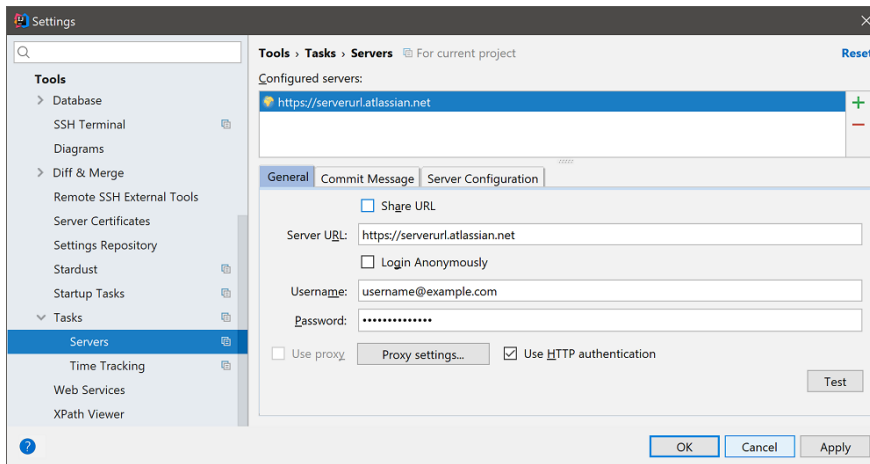 Settings
Tools › Tasks › Servers For current project Reset
Configured servers:
https://serverurl.atlassian.net
Tools
Database
SSH Terminal
Diagrams
Diff & Merge
Remote SSH External Tools
Server Certificates
Settings Repository
Stardust
Startup Tasks
Tasks
Servers
Time Tracking
Web Services
XPath Viewer
General Commit Message Server Configuration
Share URL
Server URL: https://serverurl.atlassian.net
Login Anonymously
Username: username@example.com
Password: ••••••••••••••
Use proxy Proxy settings... Use HTTP authentication
Test
? OK Cancel Apply